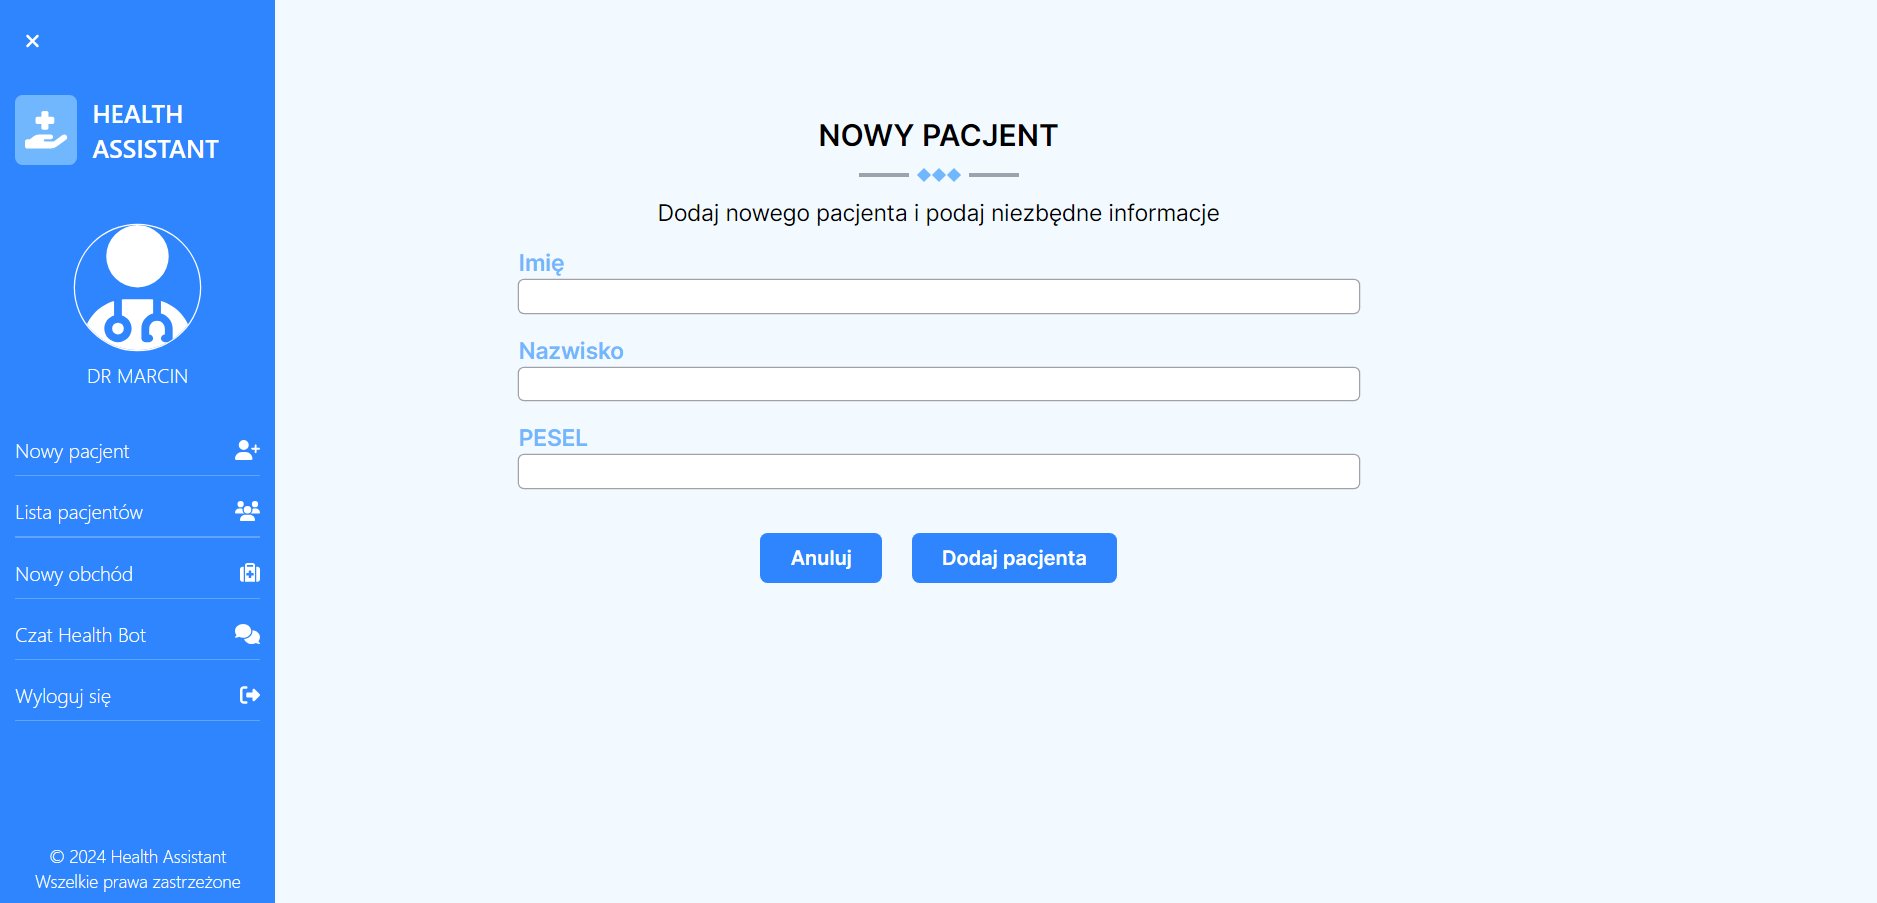 HEALTH
ASSISTANT
DR MARCIN
Nowy pacjent
Lista pacjentów
Nowy obchód
Czat Health Bot
Wyloguj się
© 2024 Health Assistant
Wszelkie prawa zastrzeżone
NOWY PACJENT
Dodaj nowego pacjenta i podaj niezbędne informacje
Imię
Nazwisko
PESEL
Anuluj
Dodaj pacjenta